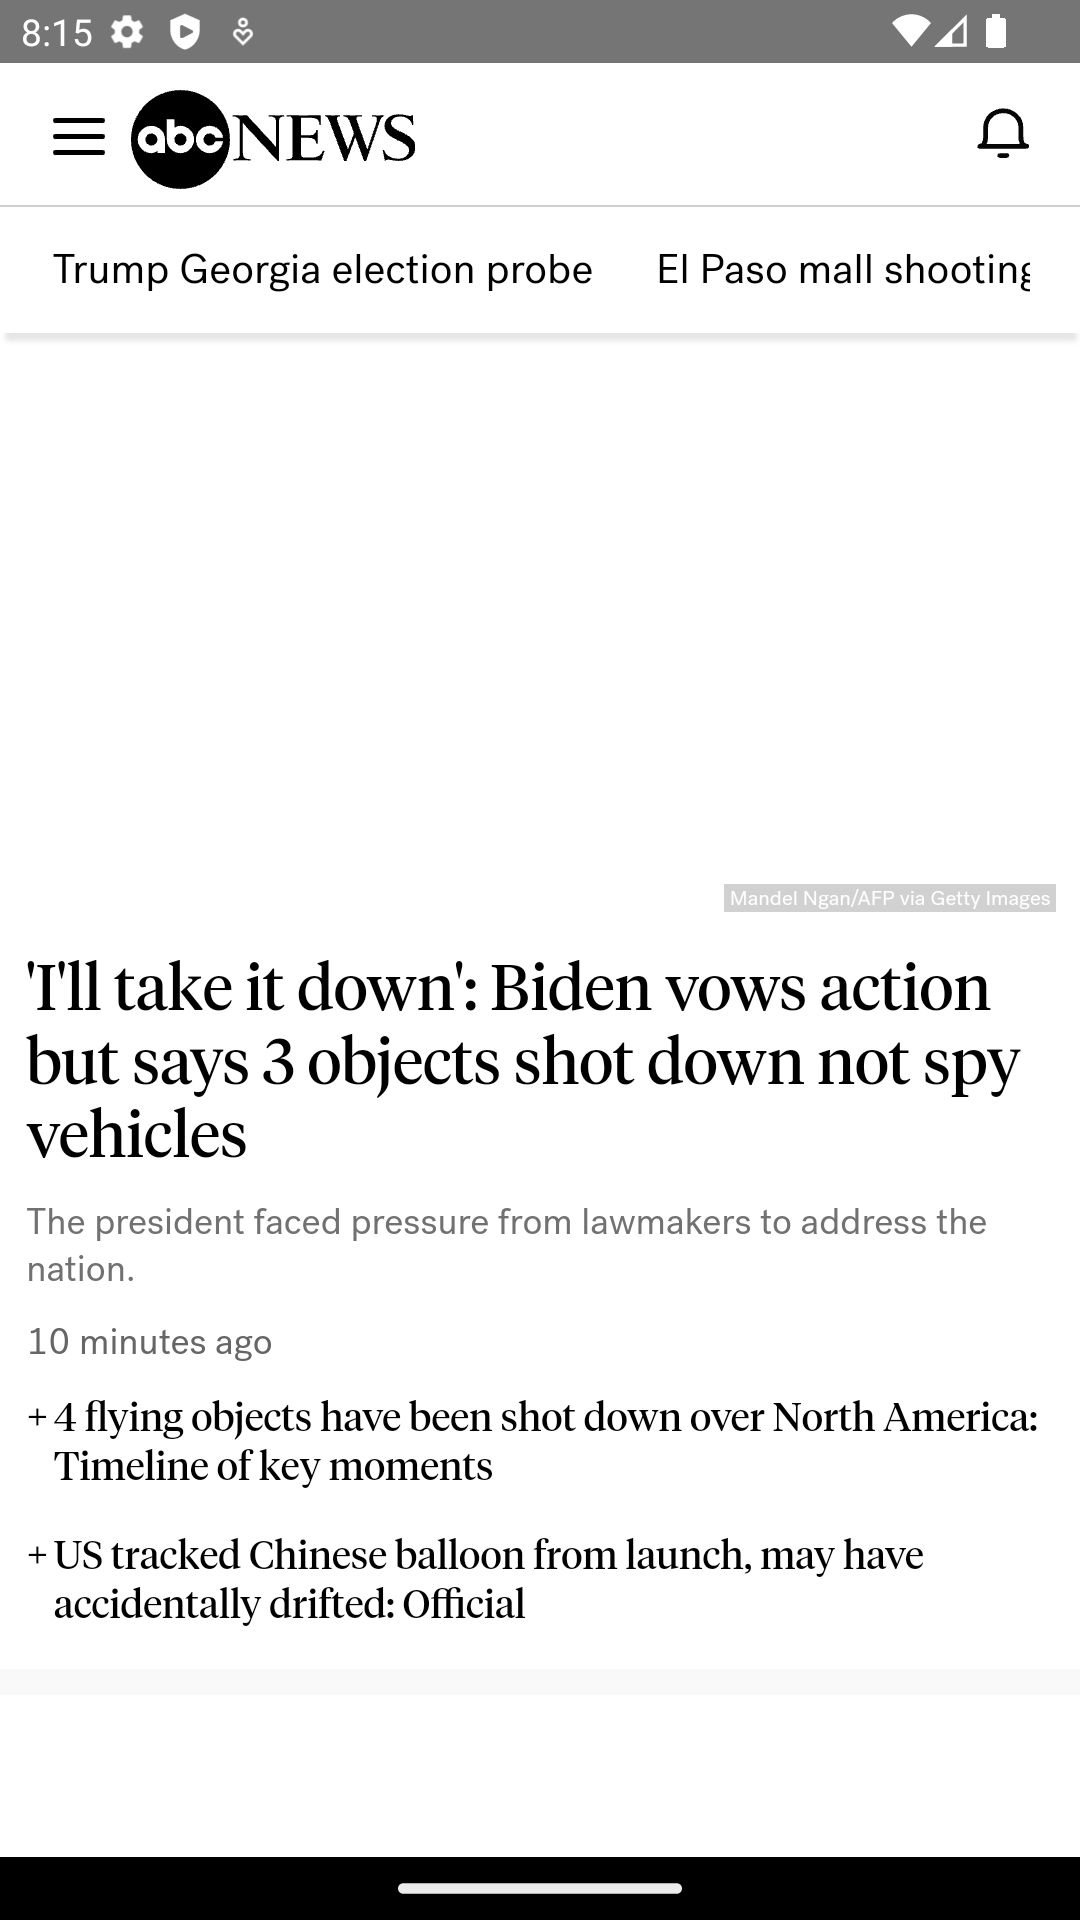 8:15
abc NEWS
Trump Georgia election probe
El Paso mall shooting
Mandel Ngan/AFP via Getty Images
'I'll take it down': Biden vows action
but says 3 objects shot down not spy
vehicles
The president faced pressure from lawmakers to address the
nation.
10 minutes ago
+ 4 flying objects have been shot down over North America:
Timeline of key moments
+ US tracked Chinese balloon from launch, may have
accidentally drifted: Official